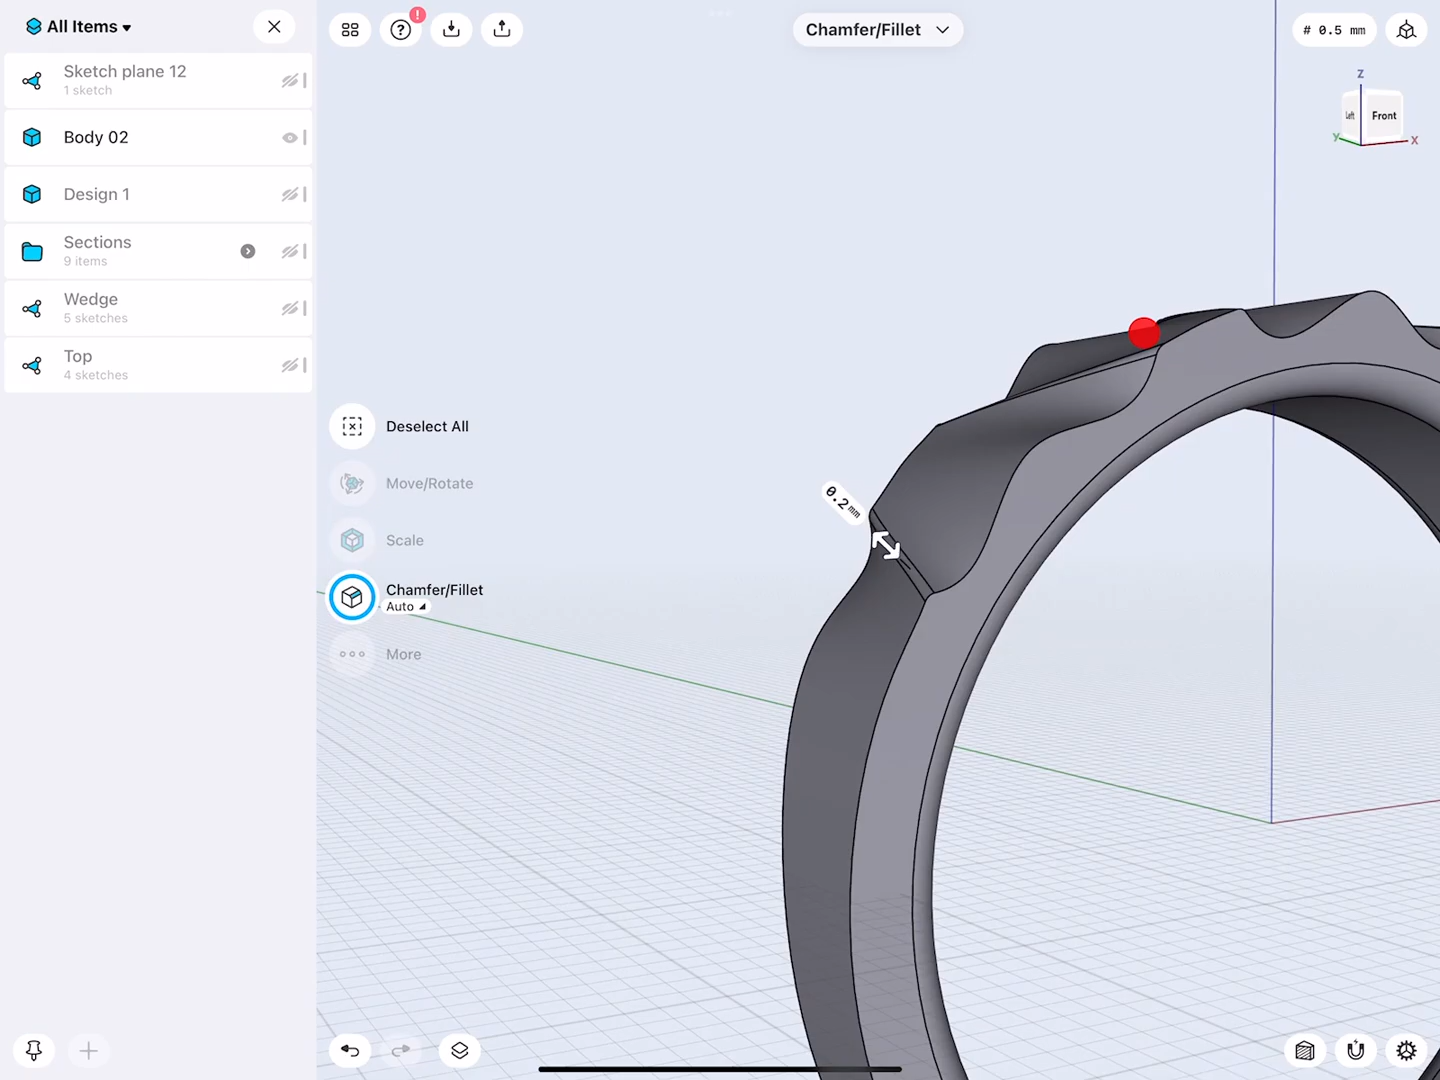 All Items
Sketch plane 12
1 sketch
Body 02
Design 1
Sections
9 items
Wedge
5 sketches
Top
4 sketches
?
!
Chamfer/Fillet
# 0.5 mm
Z
Left
Front
Y
X
Deselect All
Move/Rotate
Scale
Chamfer/Fillet
Auto
More
0.2 mm